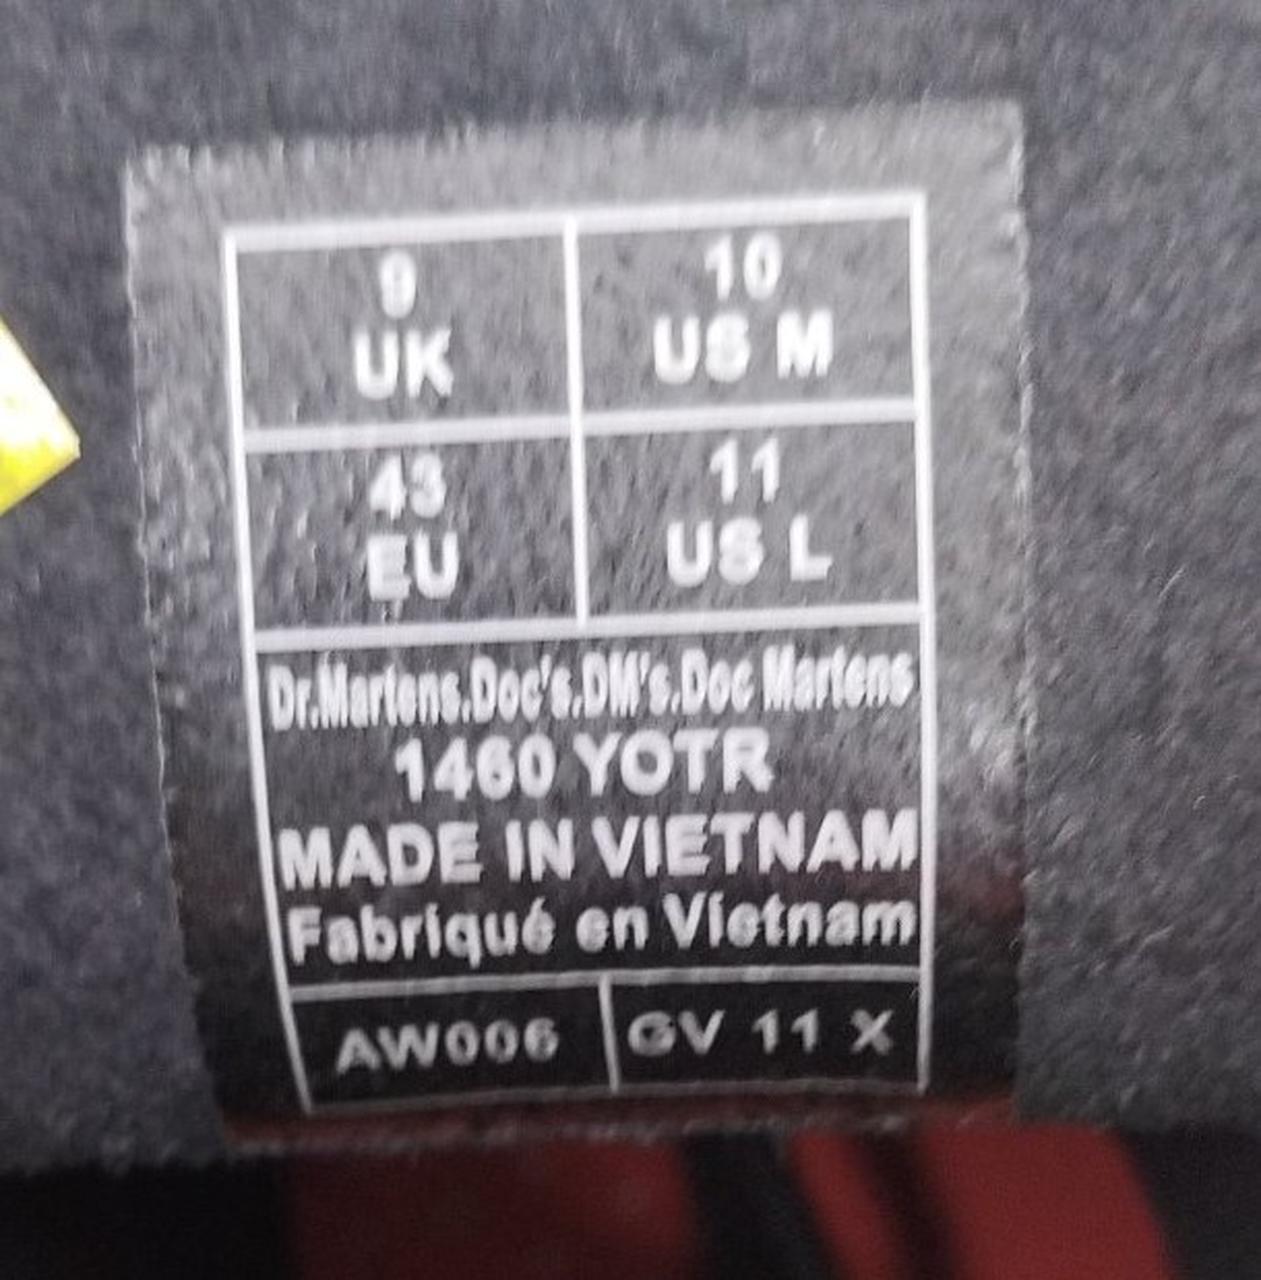 9
UK
10
US M
43
EU
11
US L
Dr.Martens.Doc's.DM's.Doc Martens
1460 YOTR
MADE IN VIETNAM
Fabriqué en Vietnam
AW006
GV 11 X